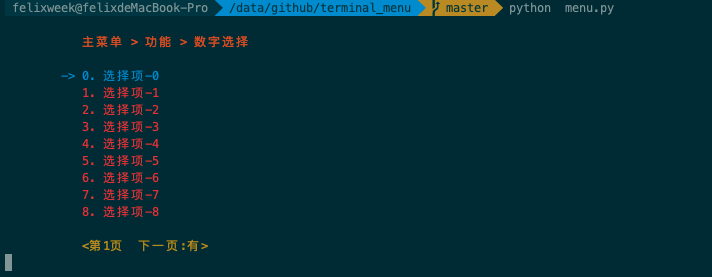 felixweek@felixdeMacBook-Pro /data/github/terminal_menu master python  menu.py
主菜单 > 功能 > 数字选择
-> 0. 选择项-0
1. 选择项-1
2. 选择项-2
3. 选择项-3
4. 选择项-4
5. 选择项-5
6. 选择项-6
7. 选择项-7
8. 选择项-8
<第1页  下一页:有>